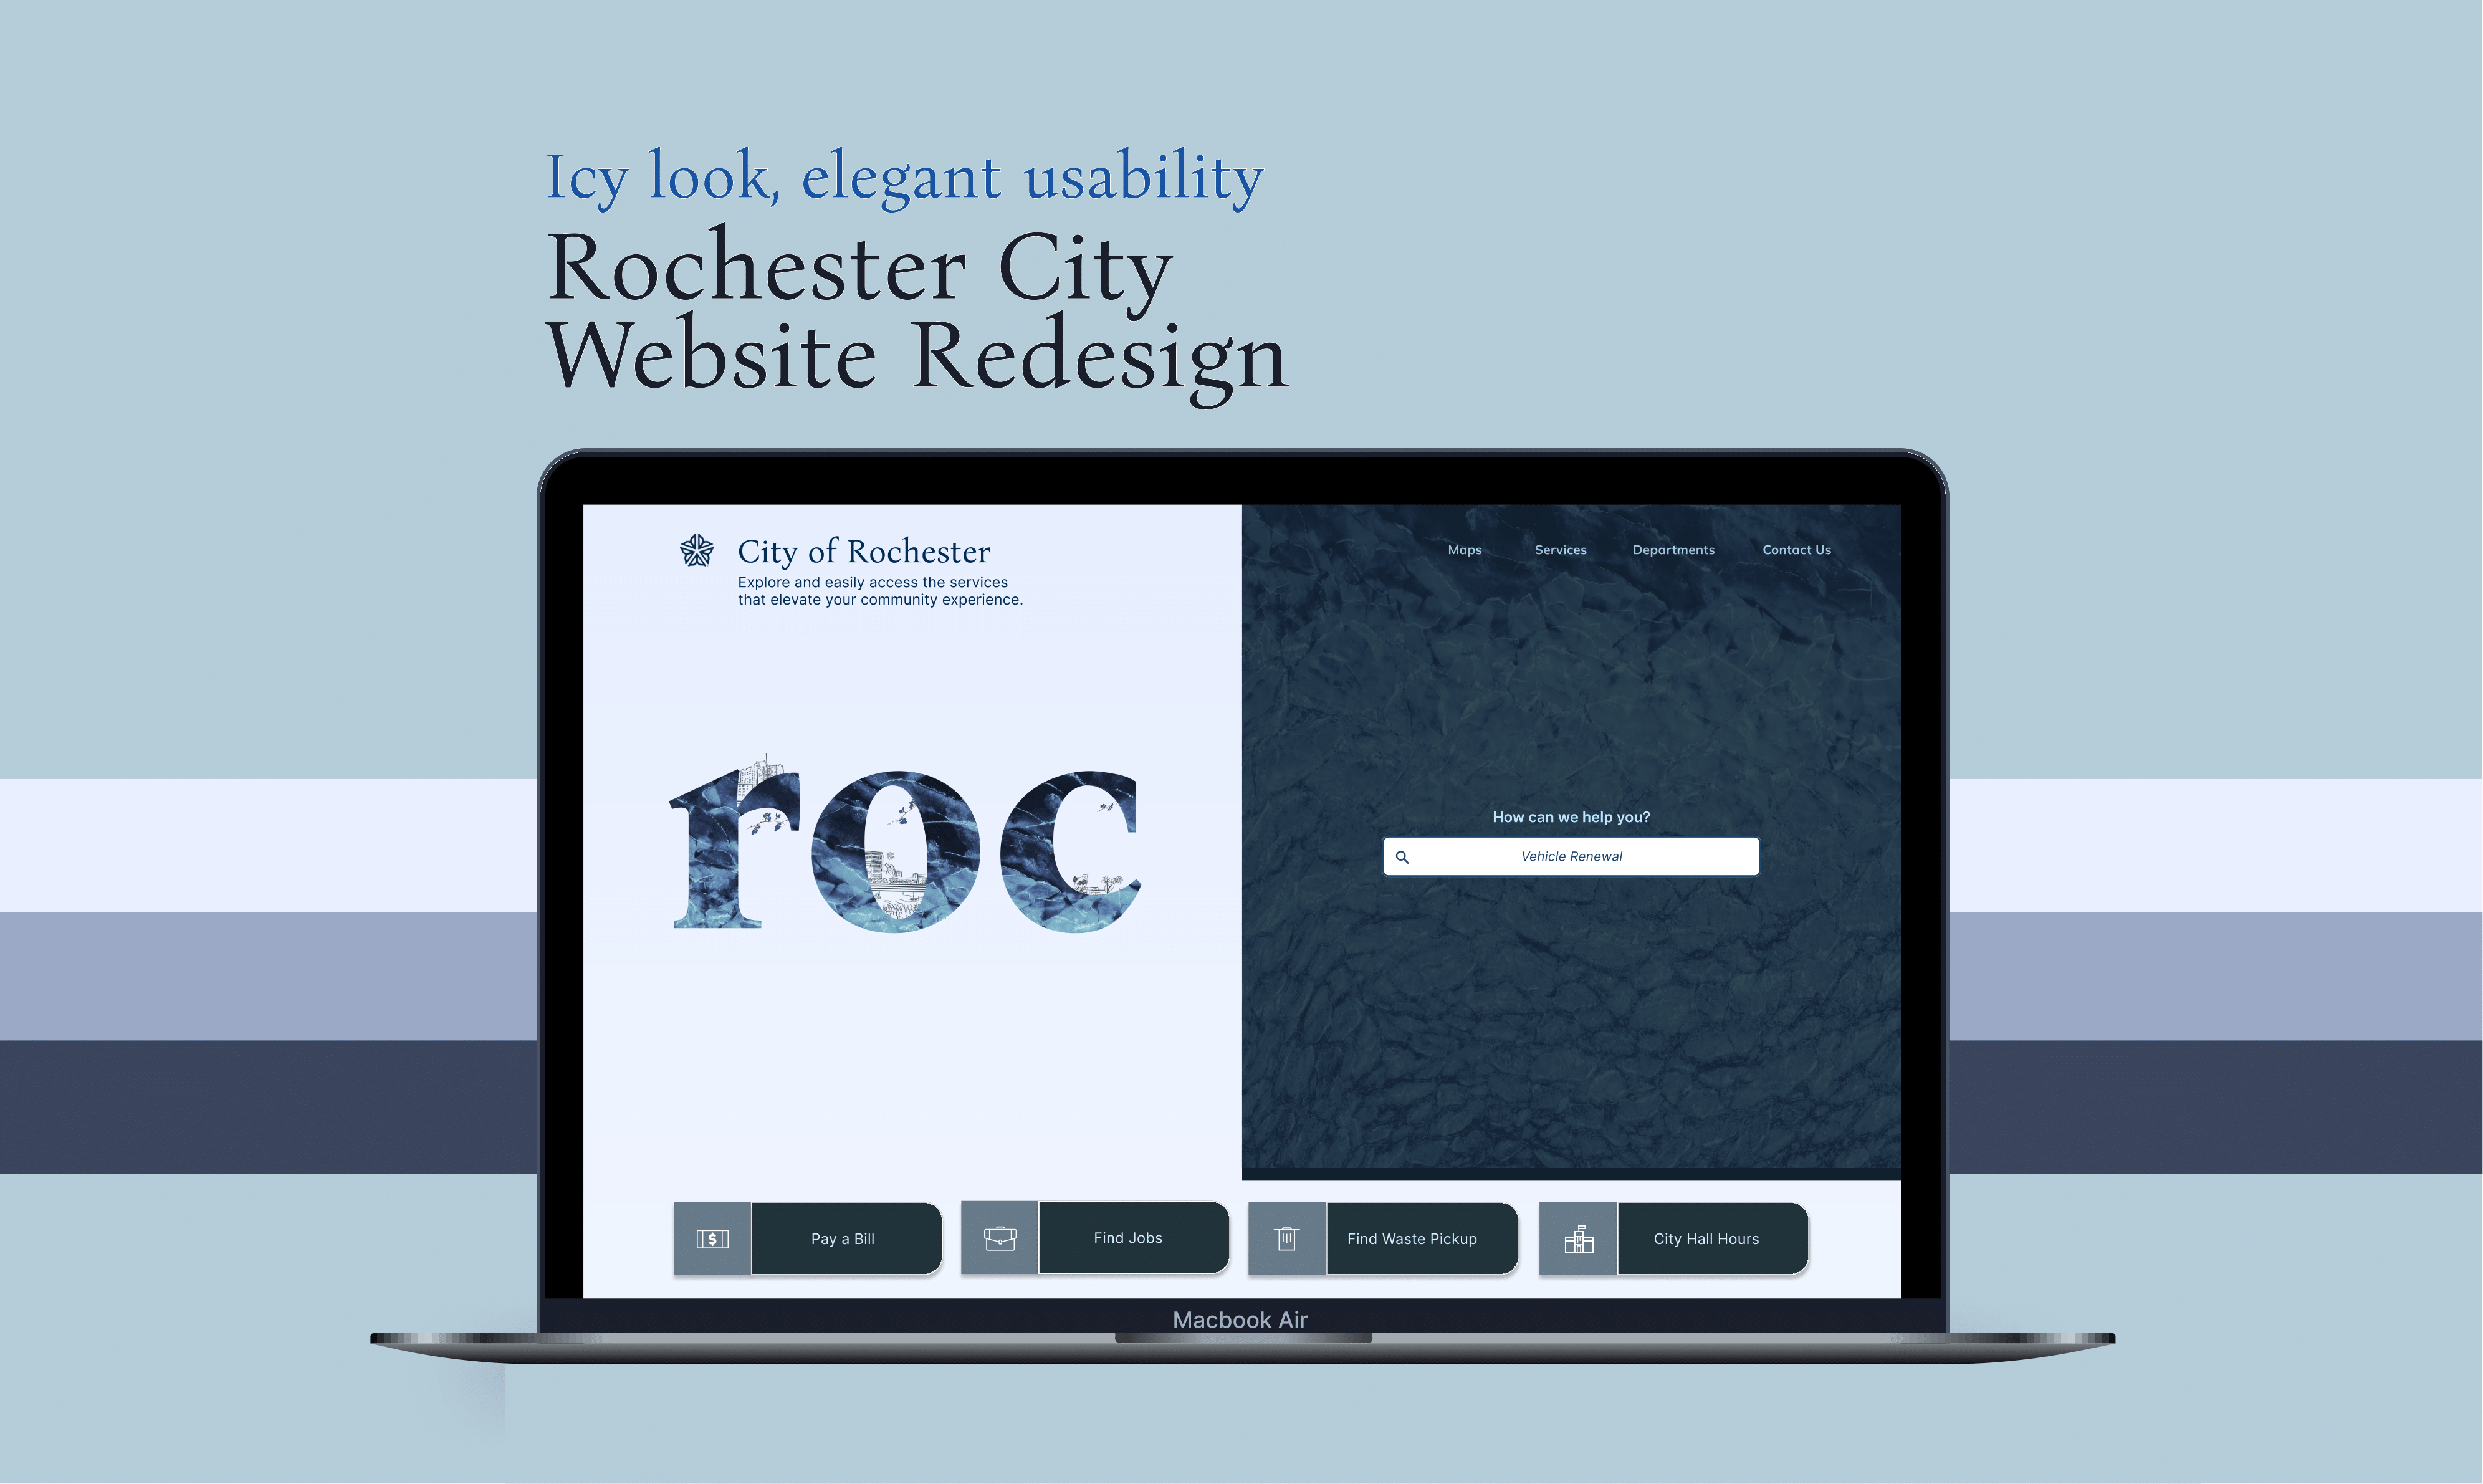 Icy look, elegant usability
Rochester City
Website Redesign
City of Rochester
Explore and easily access the services
that elevate your community experience.
Maps
Services
Departments
Contact Us
roc
How can we help you?
Vehicle Renewal
$
Pay a Bill
Find Jobs
Find Waste Pickup
City Hall Hours
Macbook Air